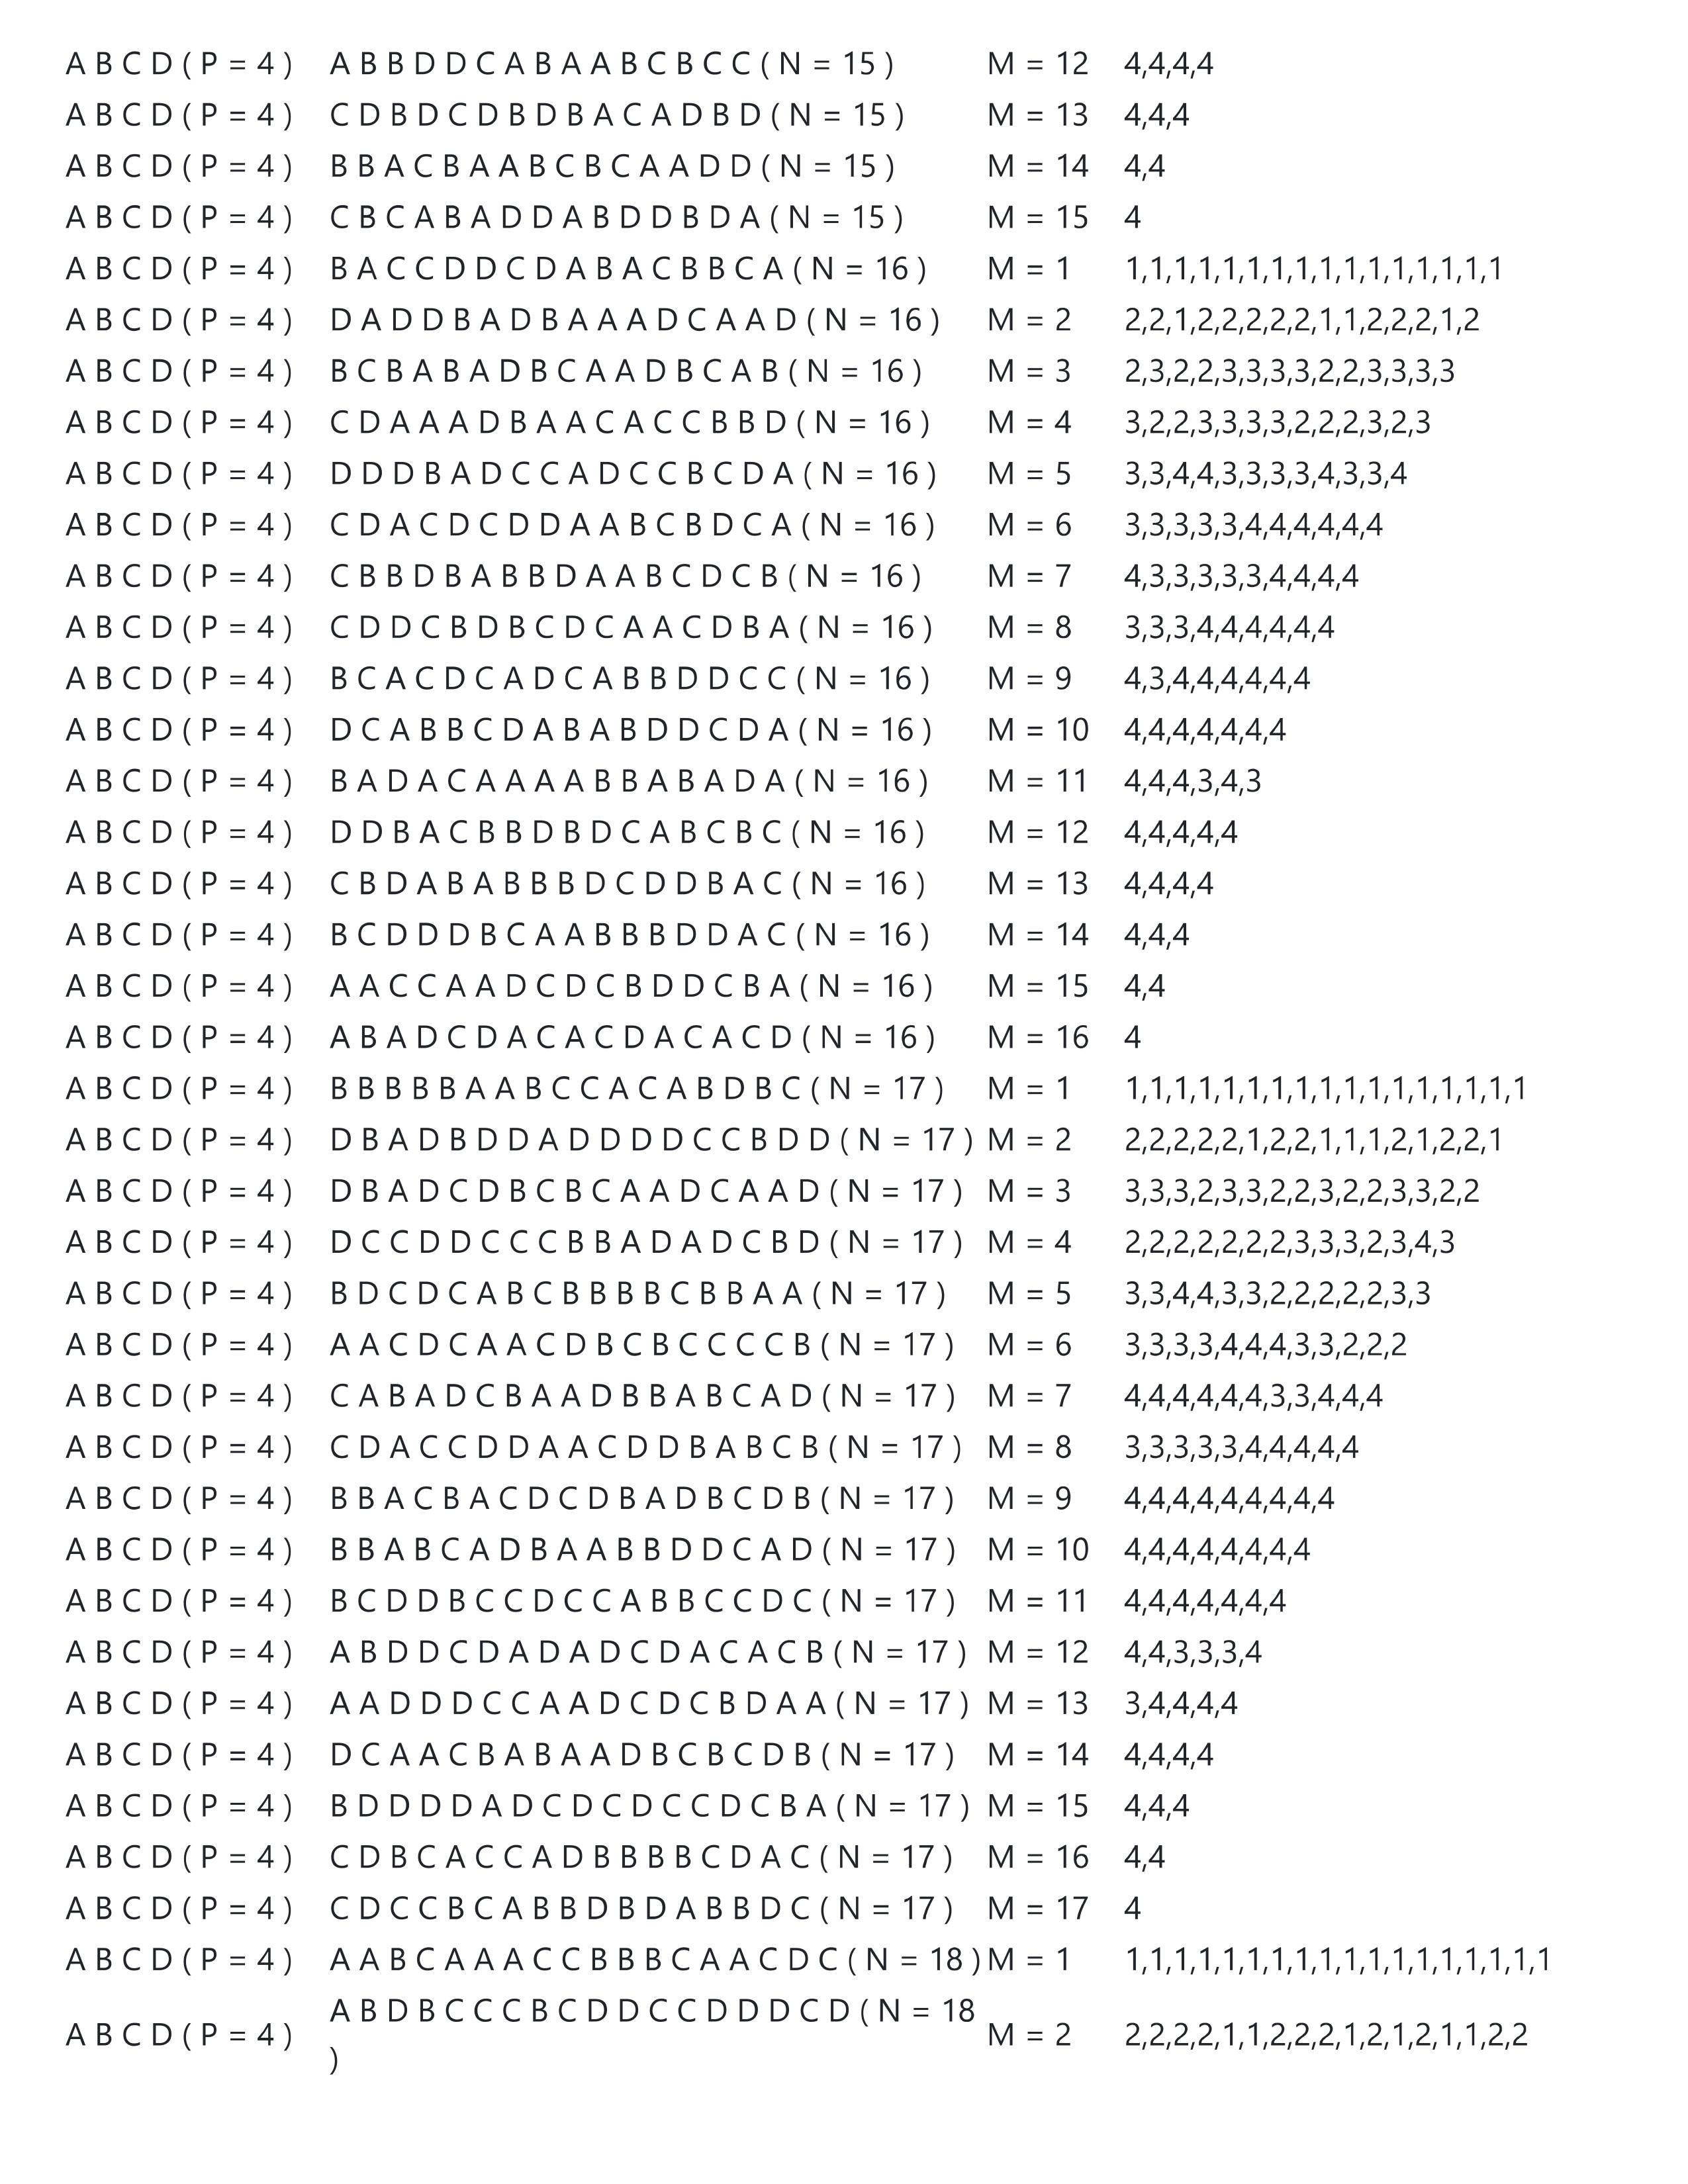 A B C D ( P = 4 ) A B B D D C A B A A B C B C C ( N = 15 ) M = 12 4,4,4,4
A B C D ( P = 4 ) C D B D C D B D B A C A D B D ( N = 15 ) M = 13 4,4,4
A B C D ( P = 4 ) B B A C B A A B C B C A A D D ( N = 15 ) M = 14 4,4
A B C D ( P = 4 ) C B C A B A D D A B D D B D A ( N = 15 ) M = 15 4
A B C D ( P = 4 ) B A C C D D C D A B A C B B C A ( N = 16 ) M = 1 1,1,1,1,1,1,1,1,1,1,1,1,1,1,1,1
A B C D ( P = 4 ) D A D D B A D B A A A D C A A D ( N = 16 ) M = 2 2,2,1,2,2,2,2,2,1,1,2,2,2,1,2
A B C D ( P = 4 ) B C B A B A D B C A A D B C A B ( N = 16 ) M = 3 2,3,2,2,3,3,3,3,2,2,3,3,3,3
A B C D ( P = 4 ) C D A A A D B A A C A C C B B D ( N = 16 ) M = 4 3,2,2,3,3,3,3,2,2,2,3,2,3
A B C D ( P = 4 ) D D D B A D C C A D C C B C D A ( N = 16 ) M = 5 3,3,4,4,3,3,3,3,4,3,3,4
A B C D ( P = 4 ) C D A C D C D D A A B C B D C A ( N = 16 ) M = 6 3,3,3,3,3,4,4,4,4,4,4
A B C D ( P = 4 ) C B B D B A B B D A A B C D C B ( N = 16 ) M = 7 4,3,3,3,3,3,4,4,4,4
A B C D ( P = 4 ) C D D C B D B C D C A A C D B A ( N = 16 ) M = 8 3,3,3,4,4,4,4,4,4
A B C D ( P = 4 ) B C A C D C A D C A B B D D C C ( N = 16 ) M = 9 4,3,4,4,4,4,4,4
A B C D ( P = 4 ) D C A B B C D A B A B D D C D A ( N = 16 ) M = 10 4,4,4,4,4,4,4
A B C D ( P = 4 ) B A D A C A A A A B B A B A D A ( N = 16 ) M = 11 4,4,4,3,4,3
A B C D ( P = 4 ) D D B A C B B D B D C A B C B C ( N = 16 ) M = 12 4,4,4,4,4
A B C D ( P = 4 ) C B D A B A B B B D C D D B A C ( N = 16 ) M = 13 4,4,4,4
A B C D ( P = 4 ) B C D D D B C A A B B B D D A C ( N = 16 ) M = 14 4,4,4
A B C D ( P = 4 ) A A C C A A D C D C B D D C B A ( N = 16 ) M = 15 4,4
A B C D ( P = 4 ) A B A D C D A C A C D A C A C D ( N = 16 ) M = 16 4
A B C D ( P = 4 ) B B B B B A A B C C A C A B D B C ( N = 17 ) M = 1 1,1,1,1,1,1,1,1,1,1,1,1,1,1,1,1,1
A B C D ( P = 4 ) D B A D B D D A D D D D C C B D D ( N = 17 ) M = 2 2,2,2,2,2,1,2,2,1,1,1,2,1,2,2,1
A B C D ( P = 4 ) D B A D C D B C B C A A D C A A D ( N = 17 ) M = 3 3,3,3,2,3,3,2,2,3,2,2,3,3,2,2
A B C D ( P = 4 ) D C C D D C C C B B A D A D C B D ( N = 17 ) M = 4 2,2,2,2,2,2,2,3,3,3,2,3,4,3
A B C D ( P = 4 ) B D C D C A B C B B B B C B B A A ( N = 17 ) M = 5 3,3,4,4,3,3,2,2,2,2,2,3,3
A B C D ( P = 4 ) A A C D C A A C D B C B C C C C B ( N = 17 ) M = 6 3,3,3,3,4,4,4,3,3,2,2,2
A B C D ( P = 4 ) C A B A D C B A A D B B A B C A D ( N = 17 ) M = 7 4,4,4,4,4,4,3,3,4,4,4
A B C D ( P = 4 ) C D A C C D D A A C D D B A B C B ( N = 17 ) M = 8 3,3,3,3,3,4,4,4,4,4
A B C D ( P = 4 ) B B A C B A C D C D B A D B C D B ( N = 17 ) M = 9 4,4,4,4,4,4,4,4,4
A B C D ( P = 4 ) B B A B C A D B A A B B D D C A D ( N = 17 ) M = 10 4,4,4,4,4,4,4,4
A B C D ( P = 4 ) B C D D B C C D C C A B B C C D C ( N = 17 ) M = 11 4,4,4,4,4,4,4
A B C D ( P = 4 ) A B D D C D A D A D C D A C A C B ( N = 17 ) M = 12 4,4,3,3,3,4
A B C D ( P = 4 ) A A D D D C C A A D C D C B D A A ( N = 17 ) M = 13 3,4,4,4,4
A B C D ( P = 4 ) D C A A C B A B A A D B C B C D B ( N = 17 ) M = 14 4,4,4,4
A B C D ( P = 4 ) B D D D D A D C D C D C C D C B A ( N = 17 ) M = 15 4,4,4
A B C D ( P = 4 ) C D B C A C C A D B B B B C D A C ( N = 17 ) M = 16 4,4
A B C D ( P = 4 ) C D C C B C A B B D B D A B B D C ( N = 17 ) M = 17 4
A B C D ( P = 4 ) A A B C A A A C C B B B C A A C D C ( N = 18 ) M = 1 1,1,1,1,1,1,1,1,1,1,1,1,1,1,1,1,1,1
A B C D ( P = 4 ) A B D B C C C B C D D C C D D D C D ( N = 18
) M = 2 2,2,2,2,1,1,2,2,2,1,2,1,2,1,1,2,2